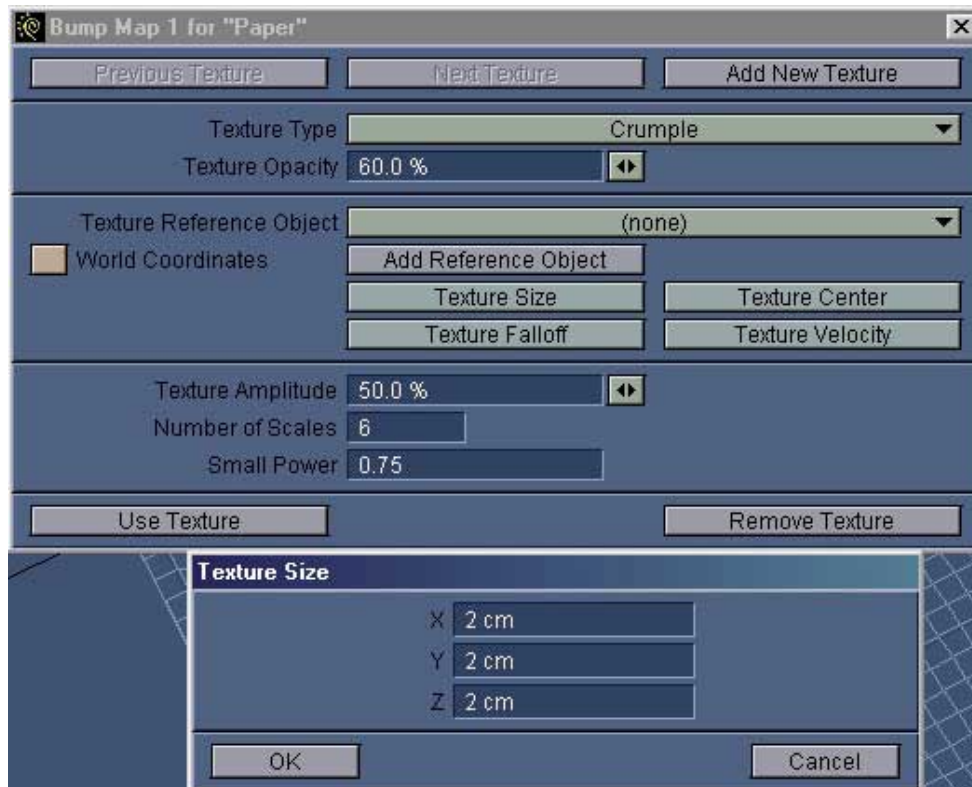 Bump Map 1 for "Paper"
Previous Texture Next Texture Add New Texture
Texture Type Crumple
Texture Opacity 60.0 %
Texture Reference Object (none)
World Coordinates Add Reference Object
Texture Size Texture Center
Texture Falloff Texture Velocity
Texture Amplitude 50.0 %
Number of Scales 6
Small Power 0.75
Use Texture Remove Texture
Texture Size
X 2 cm
Y 2 cm
Z 2 cm
OK Cancel